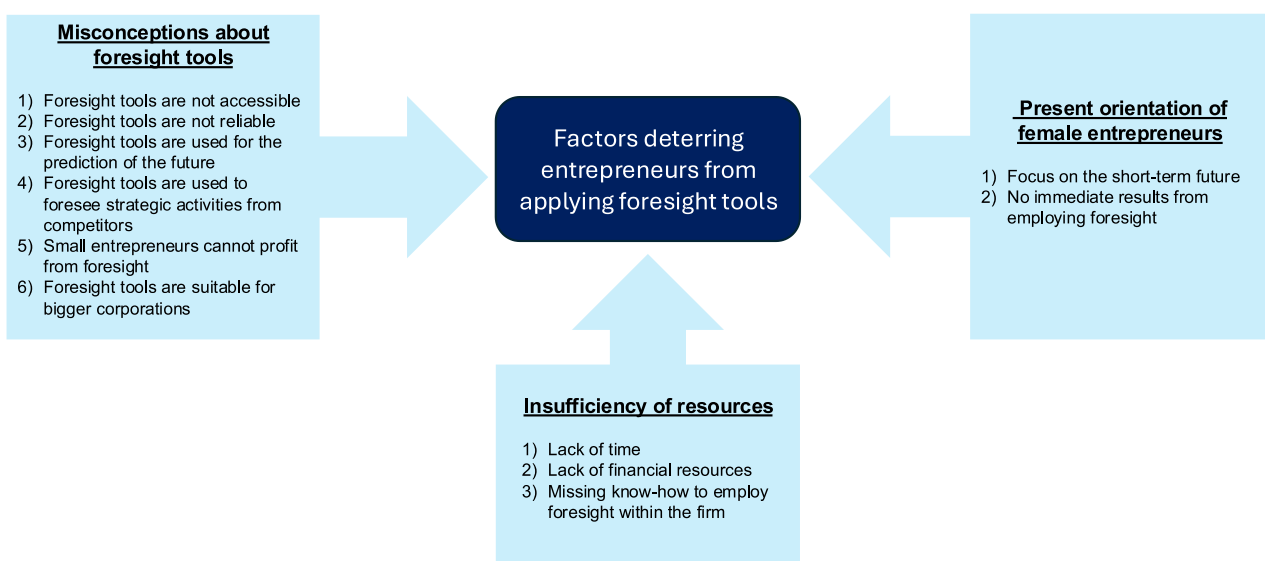 Misconceptions about
foresight tools
1) Foresight tools are not accessible
2) Foresight tools are not reliable
3) Foresight tools are used for the
prediction of the future
4) Foresight tools are used to
foresee strategic activities from
competitors
5) Small entrepreneurs cannot profit
from foresight
6) Foresight tools are suitable for
bigger corporations
Factors deterring
entrepreneurs from
applying foresight tools
Present orientation of
female entrepreneurs
1) Focus on the short-term future
2) No immediate results from
employing foresight
Insufficiency of resources
1) Lack of time
2) Lack of financial resources
3) Missing know-how to employ
foresight within the firm